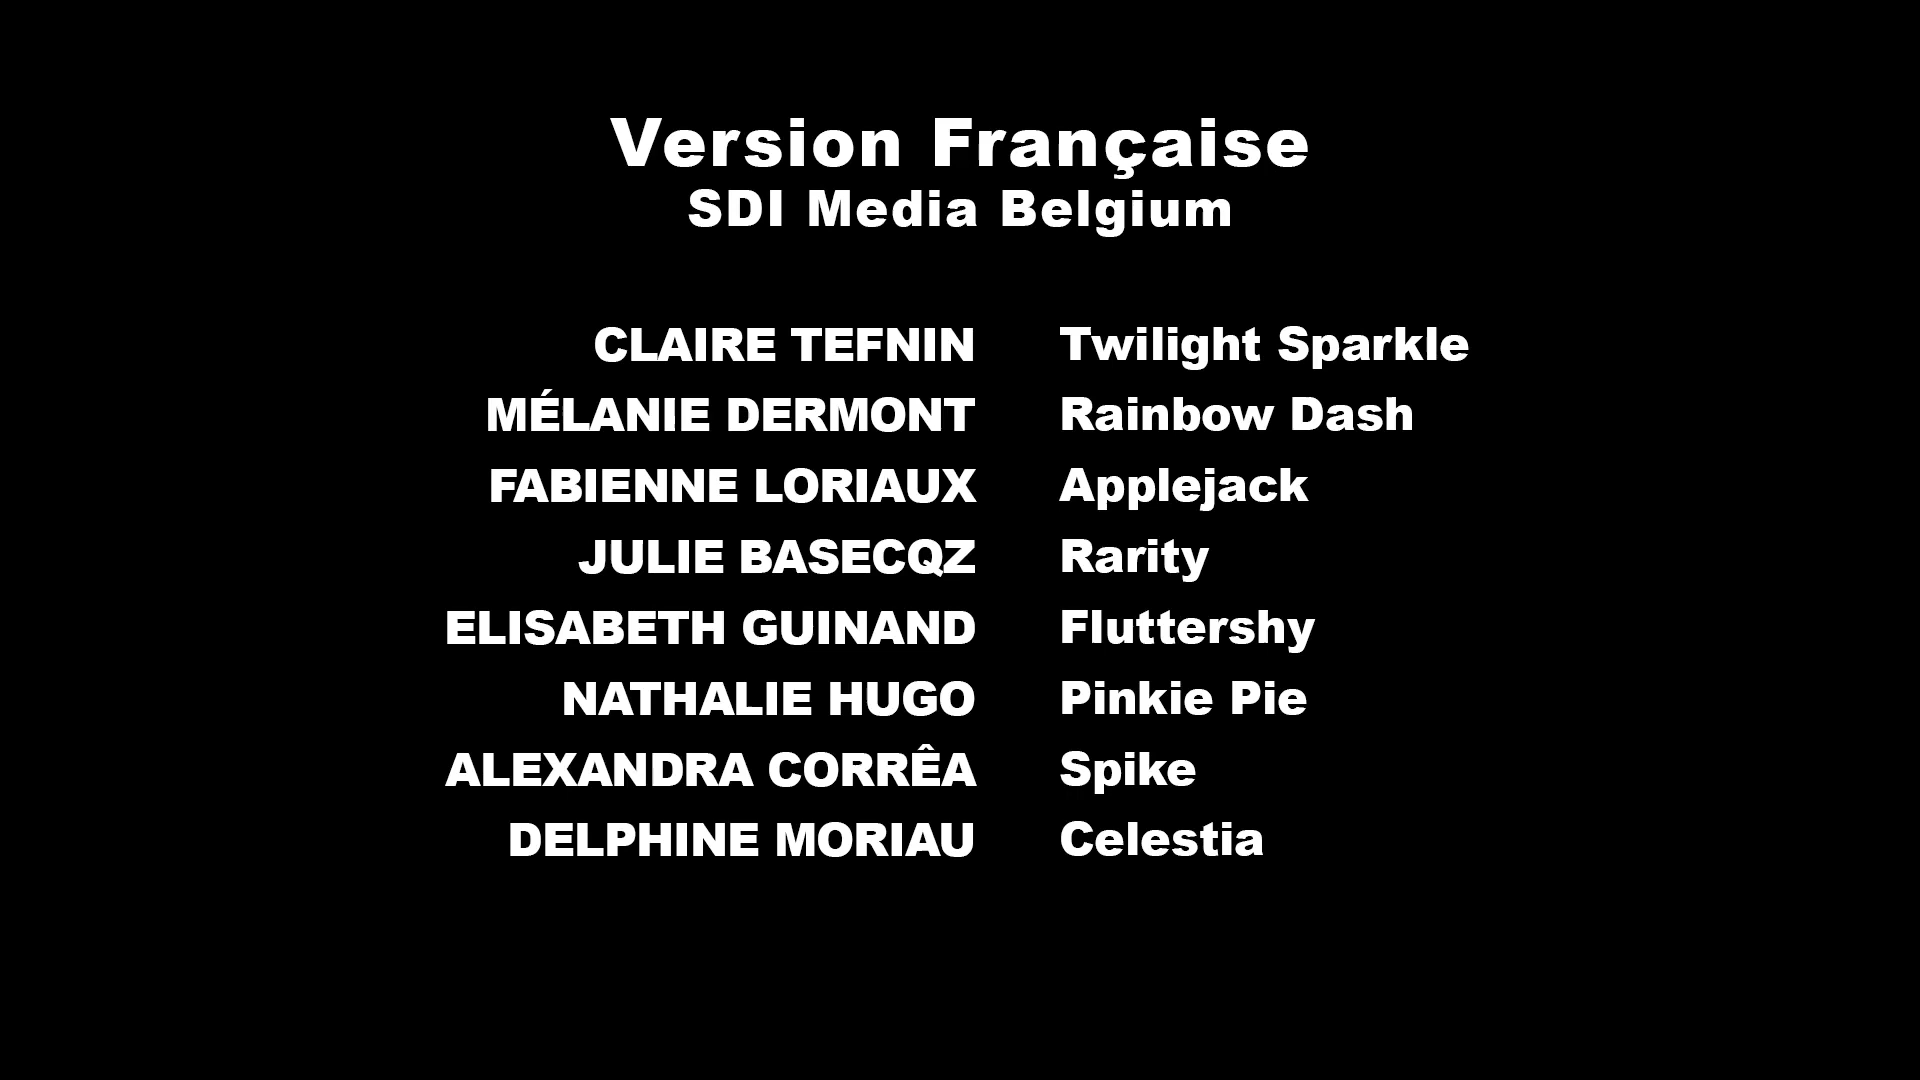 Version Française
SDI Media Belgium
CLAIRE TEFNIN Twilight Sparkle
MÉLANIE DERMONT Rainbow Dash
FABIENNE LORIAUX Applejack
JULIE BASECQZ Rarity
ELISABETH GUINAND Fluttershy
NATHALIE HUGO Pinkie Pie
ALEXANDRA CORRÊA Spike
DELPHINE MORIAU Celestia